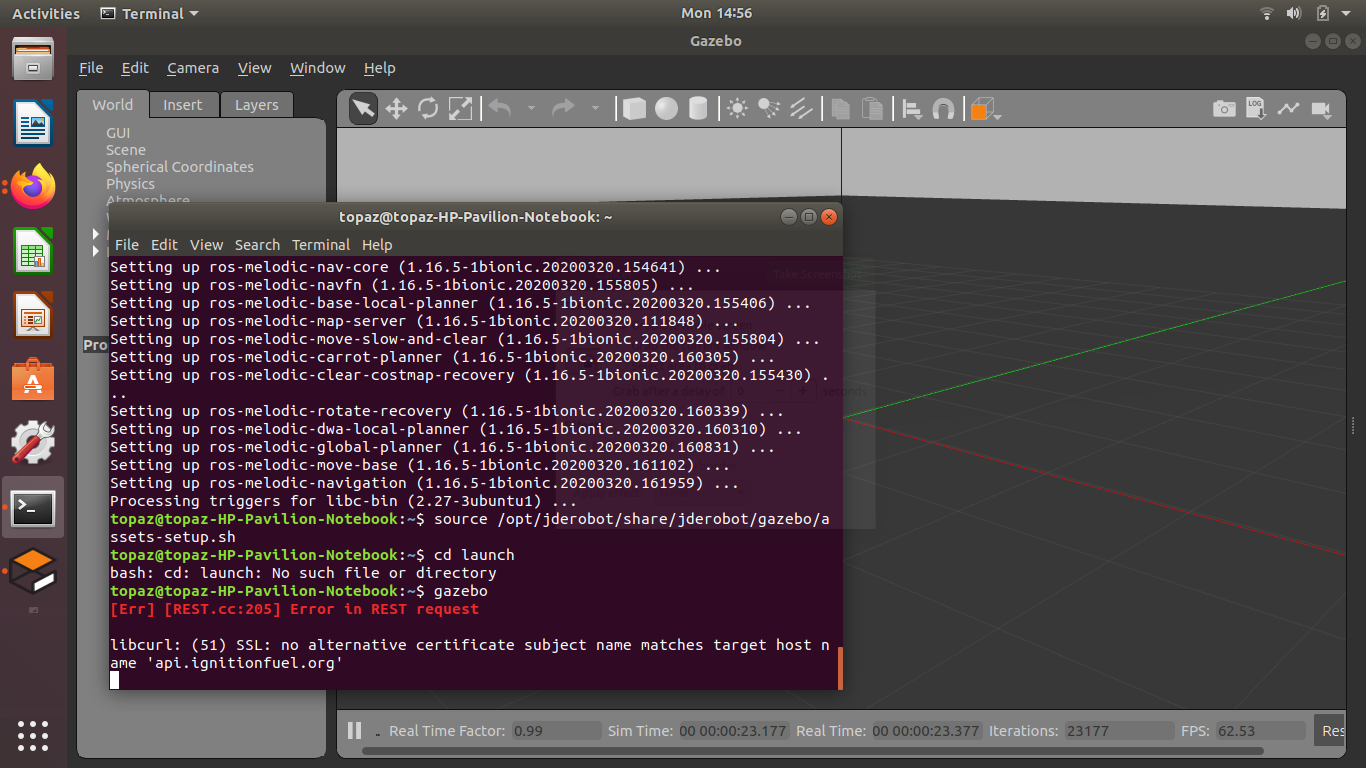 Activities Terminal Mon 14:56
Gazebo
File Edit Camera View Window Help
World Insert Layers
LOG
GUI
Scene
Spherical Coordinates
Physics
Atmosphere
topaz@topaz-HP-Pavilion-Notebook: ~
File Edit View Search Terminal Help
Setting up ros-melodic-nav-core (1.16.5-1bionic.20200320.154641) ...
Setting up ros-melodic-navfn (1.16.5-1bionic.20200320.155805) ...
Setting up ros-melodic-base-local-planner (1.16.5-1bionic.20200320.155406) ...
Setting up ros-melodic-map-server (1.16.5-1bionic.20200320.111848) ...
Setting up ros-melodic-move-slow-and-clear (1.16.5-1bionic.20200320.155804) ...
Setting up ros-melodic-carrot-planner (1.16.5-1bionic.20200320.160305) ...
Setting up ros-melodic-clear-costmap-recovery (1.16.5-1bionic.20200320.155430) .
..
Setting up ros-melodic-rotate-recovery (1.16.5-1bionic.20200320.160339) ...
Setting up ros-melodic-dwa-local-planner (1.16.5-1bionic.20200320.160310) ...
Setting up ros-melodic-global-planner (1.16.5-1bionic.20200320.160831) ...
Setting up ros-melodic-move-base (1.16.5-1bionic.20200320.161102) ...
Setting up ros-melodic-navigation (1.16.5-1bionic.20200320.161959) ...
Processing triggers for libc-bin (2.27-3ubuntu1) ...
topaz@topaz-HP-Pavilion-Notebook:~$ source /opt/jderobot/share/jderobot/gazebo/a
ssets-setup.sh
topaz@topaz-HP-Pavilion-Notebook:~$ cd launch
bash: cd: launch: No such file or directory
topaz@topaz-HP-Pavilion-Notebook:~$ gazebo
[Err] [REST.cc:205] Error in REST request
libcurl: (51) SSL: no alternative certificate subject name matches target host n
ame 'api.ignitionfuel.org'
Take Screenshot
Grab after a delay of seconds
Pro
Real Time Factor: 0.99 Sim Time: 00 00:00:23.177 Real Time: 00 00:00:23.377 Iterations: 23177 FPS: 62.53 Res